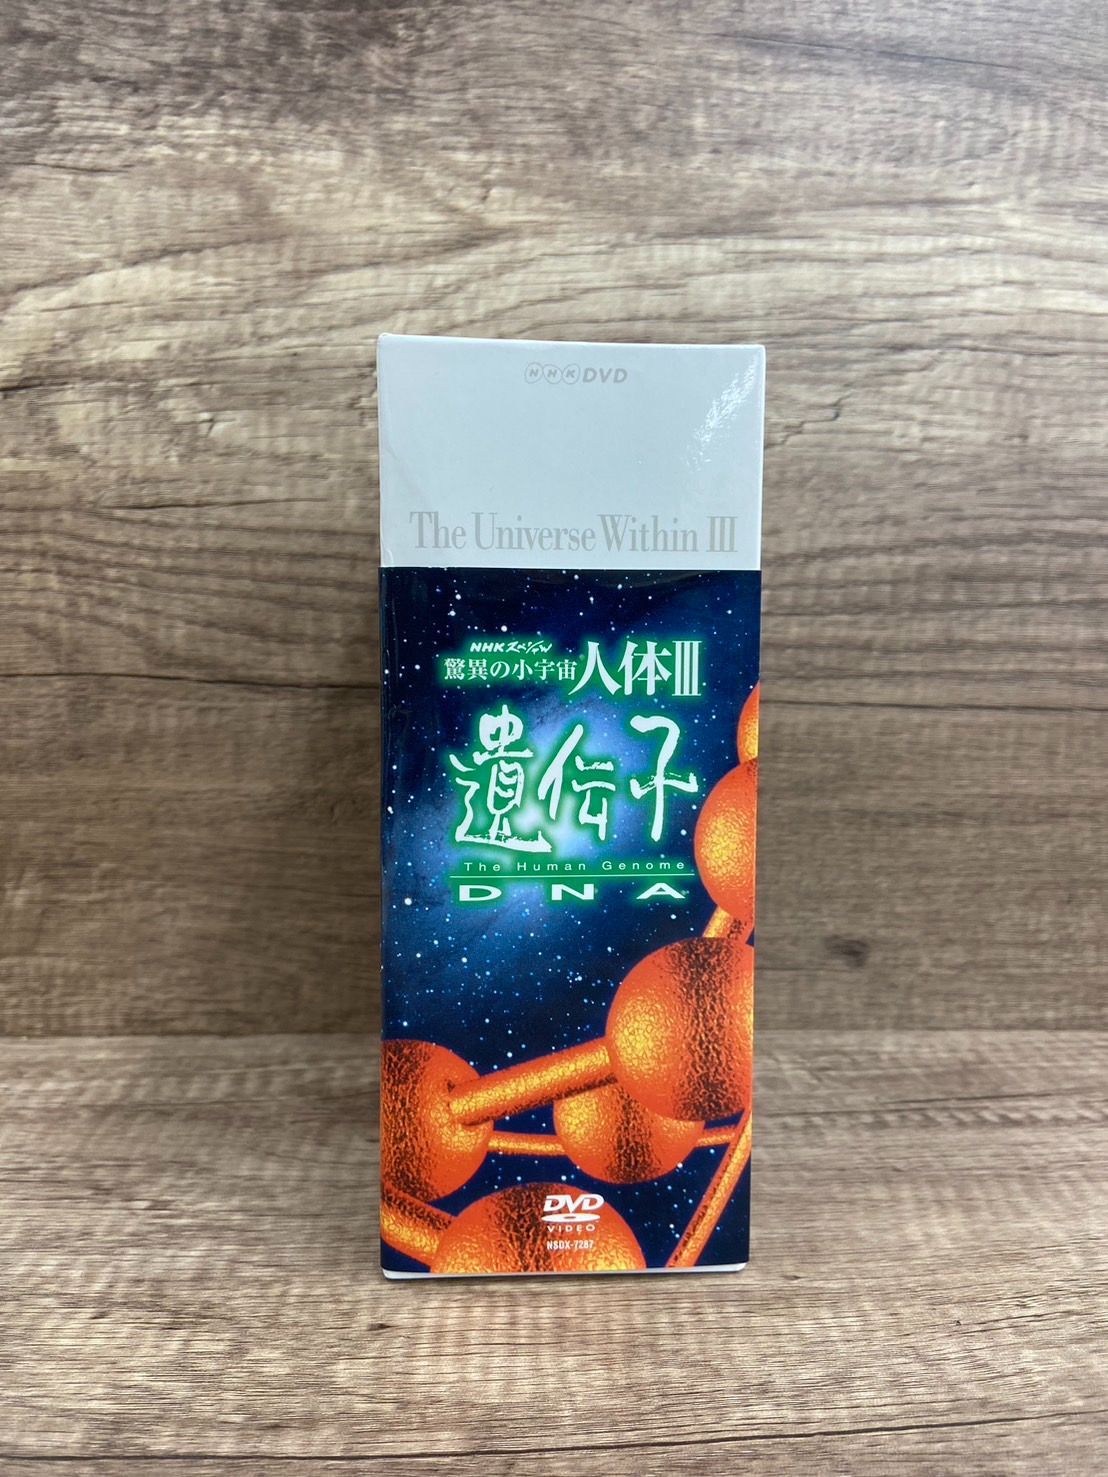 NHK DVD
The Universe Within III
NHKスペシャル
驚異の小宇宙 人体III
遺伝子
The Human Genome
DNA
DVD
VIDEO
NSDX-7287